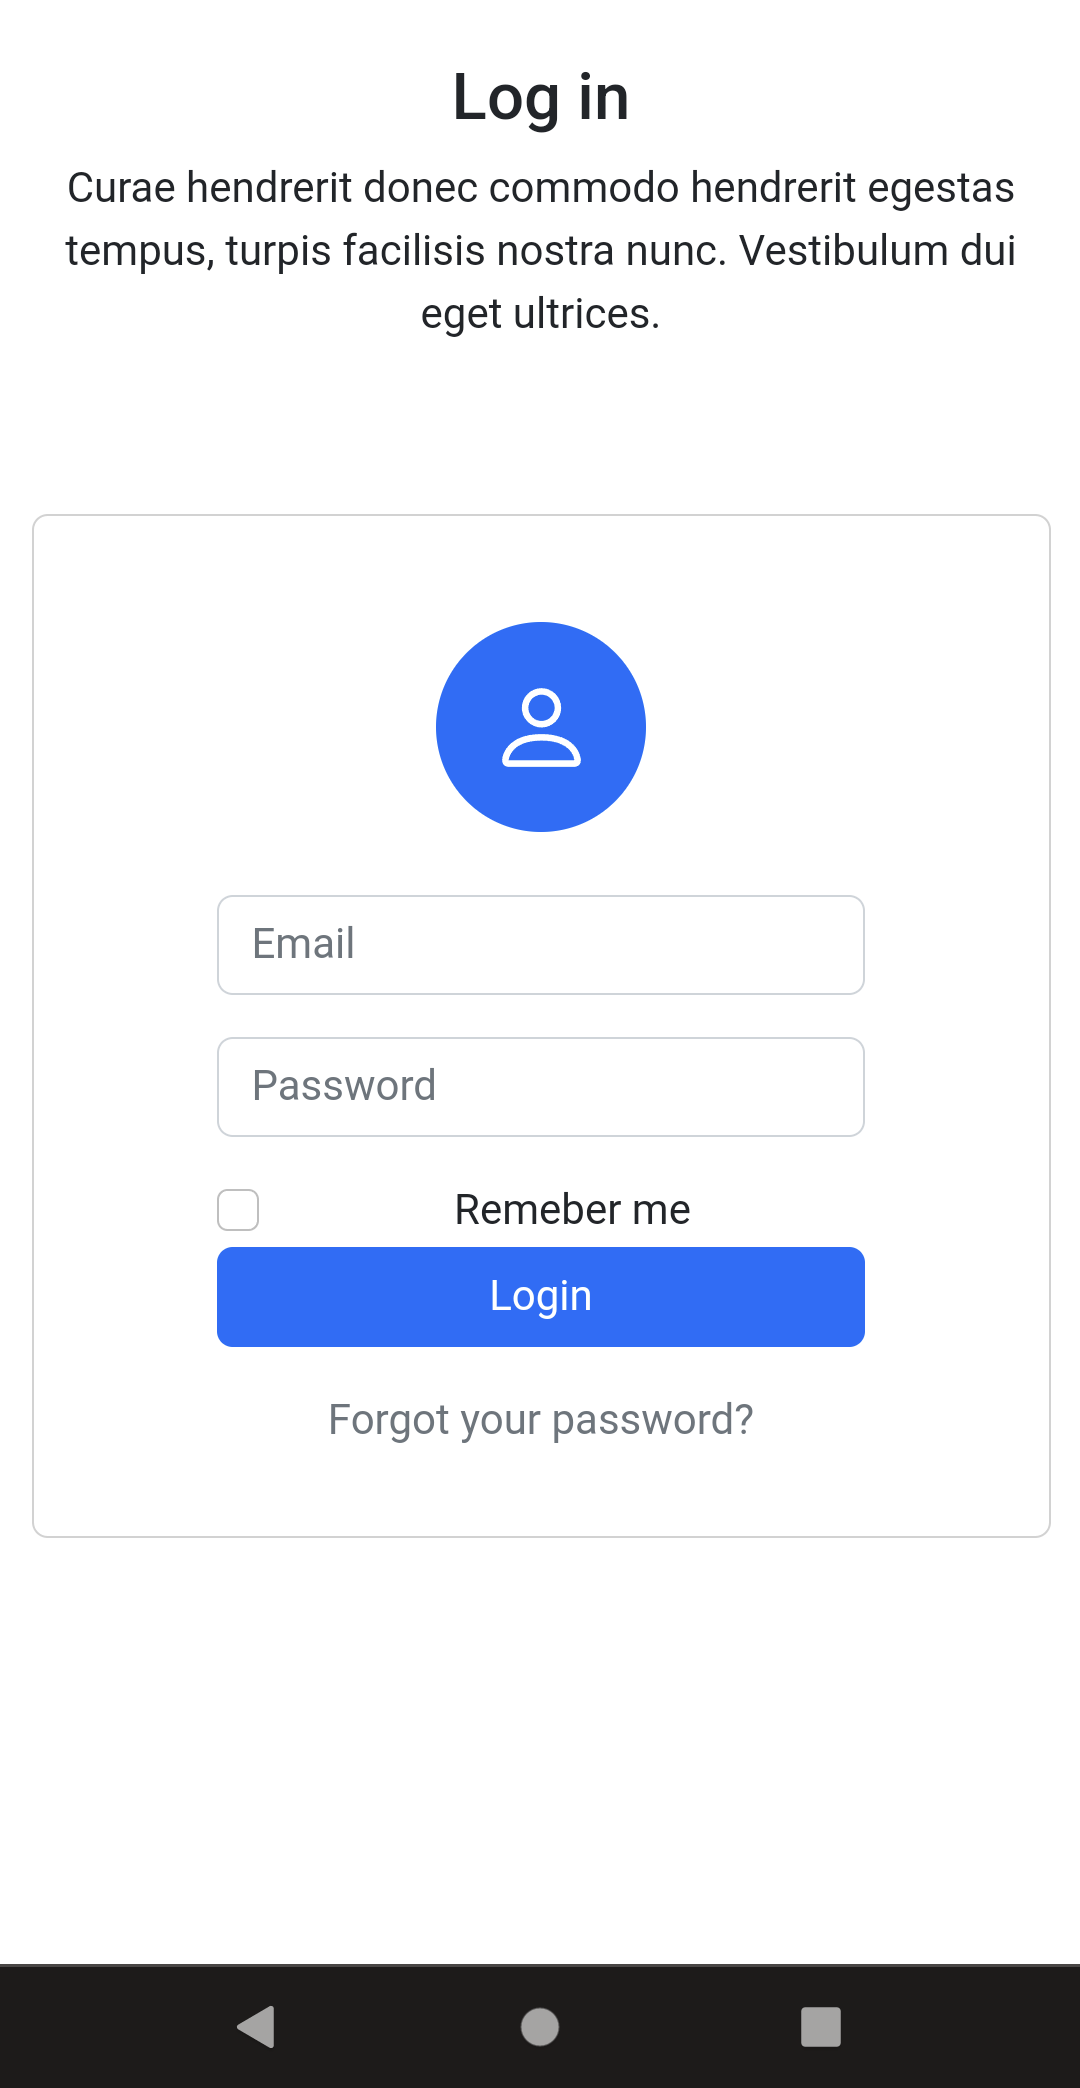 Log in
Curae hendrerit donec commodo hendrerit egestas
tempus, turpis facilisis nostra nunc. Vestibulum dui
eget ultrices.
Email
Password
Remeber me
Login
Forgot your password?